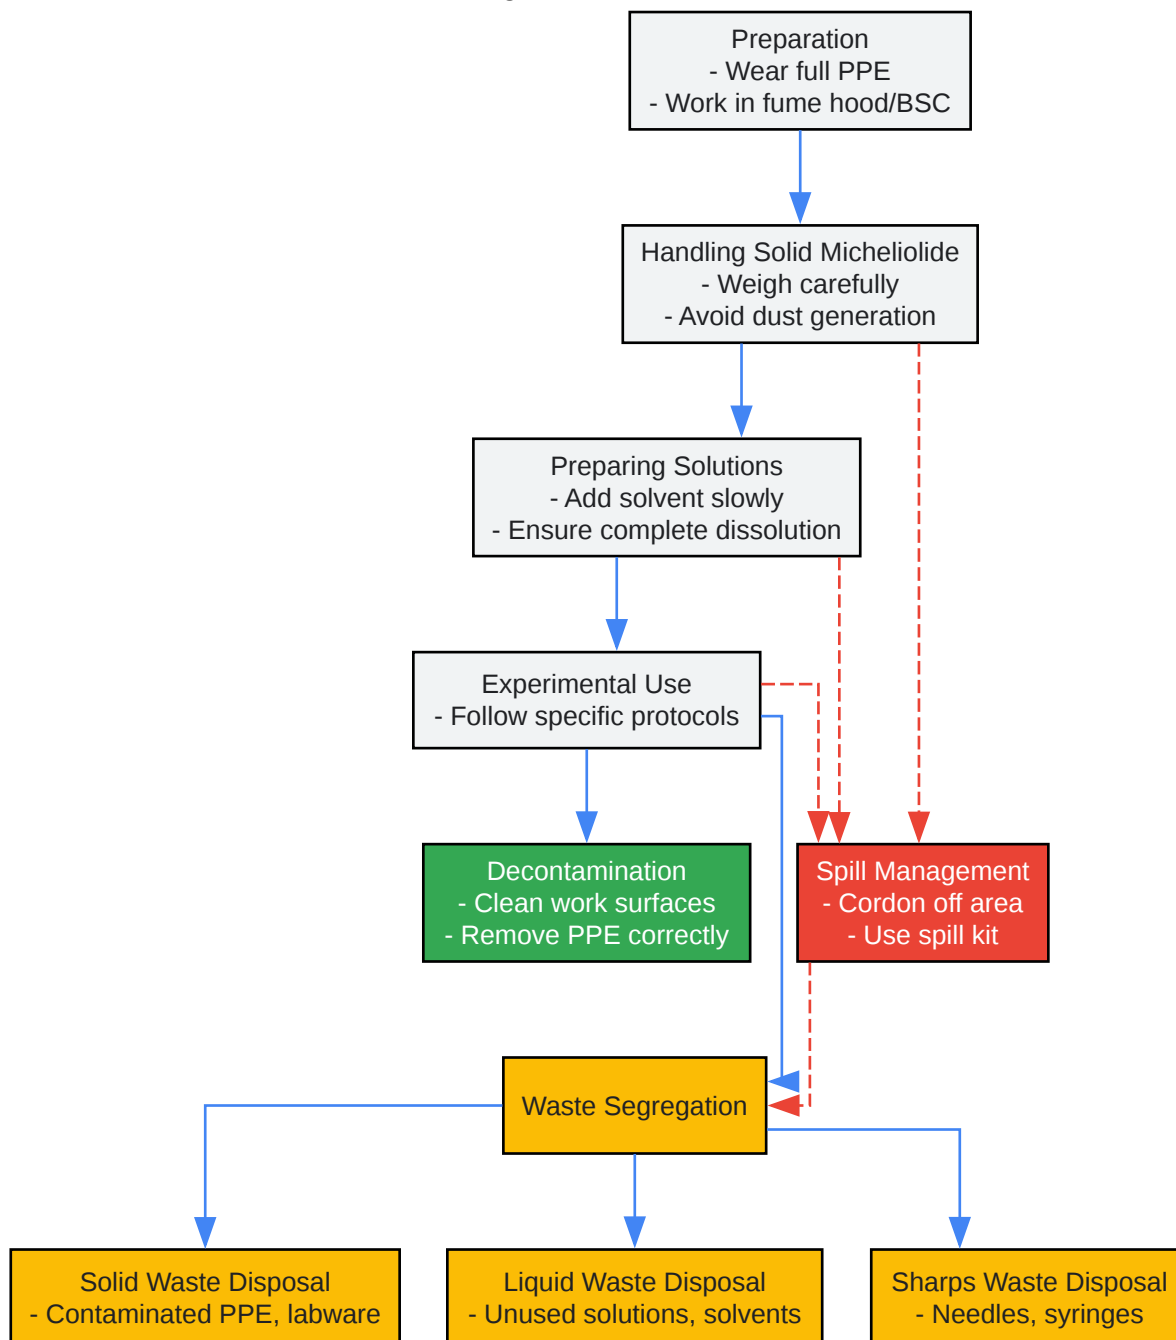 Preparation
- Wear full PPE
- Work in fume hood/BSC
Handling Solid Micheliolide
- Weigh carefully
- Avoid dust generation
Preparing Solutions
- Add solvent slowly
- Ensure complete dissolution
Experimental Use
- Follow specific protocols
Decontamination
- Clean work surfaces
- Remove PPE correctly
Spill Management
- Cordon off area
- Use spill kit
Waste Segregation
Solid Waste Disposal
- Contaminated PPE, labware
Liquid Waste Disposal
- Unused solutions, solvents
Sharps Waste Disposal
- Needles, syringes